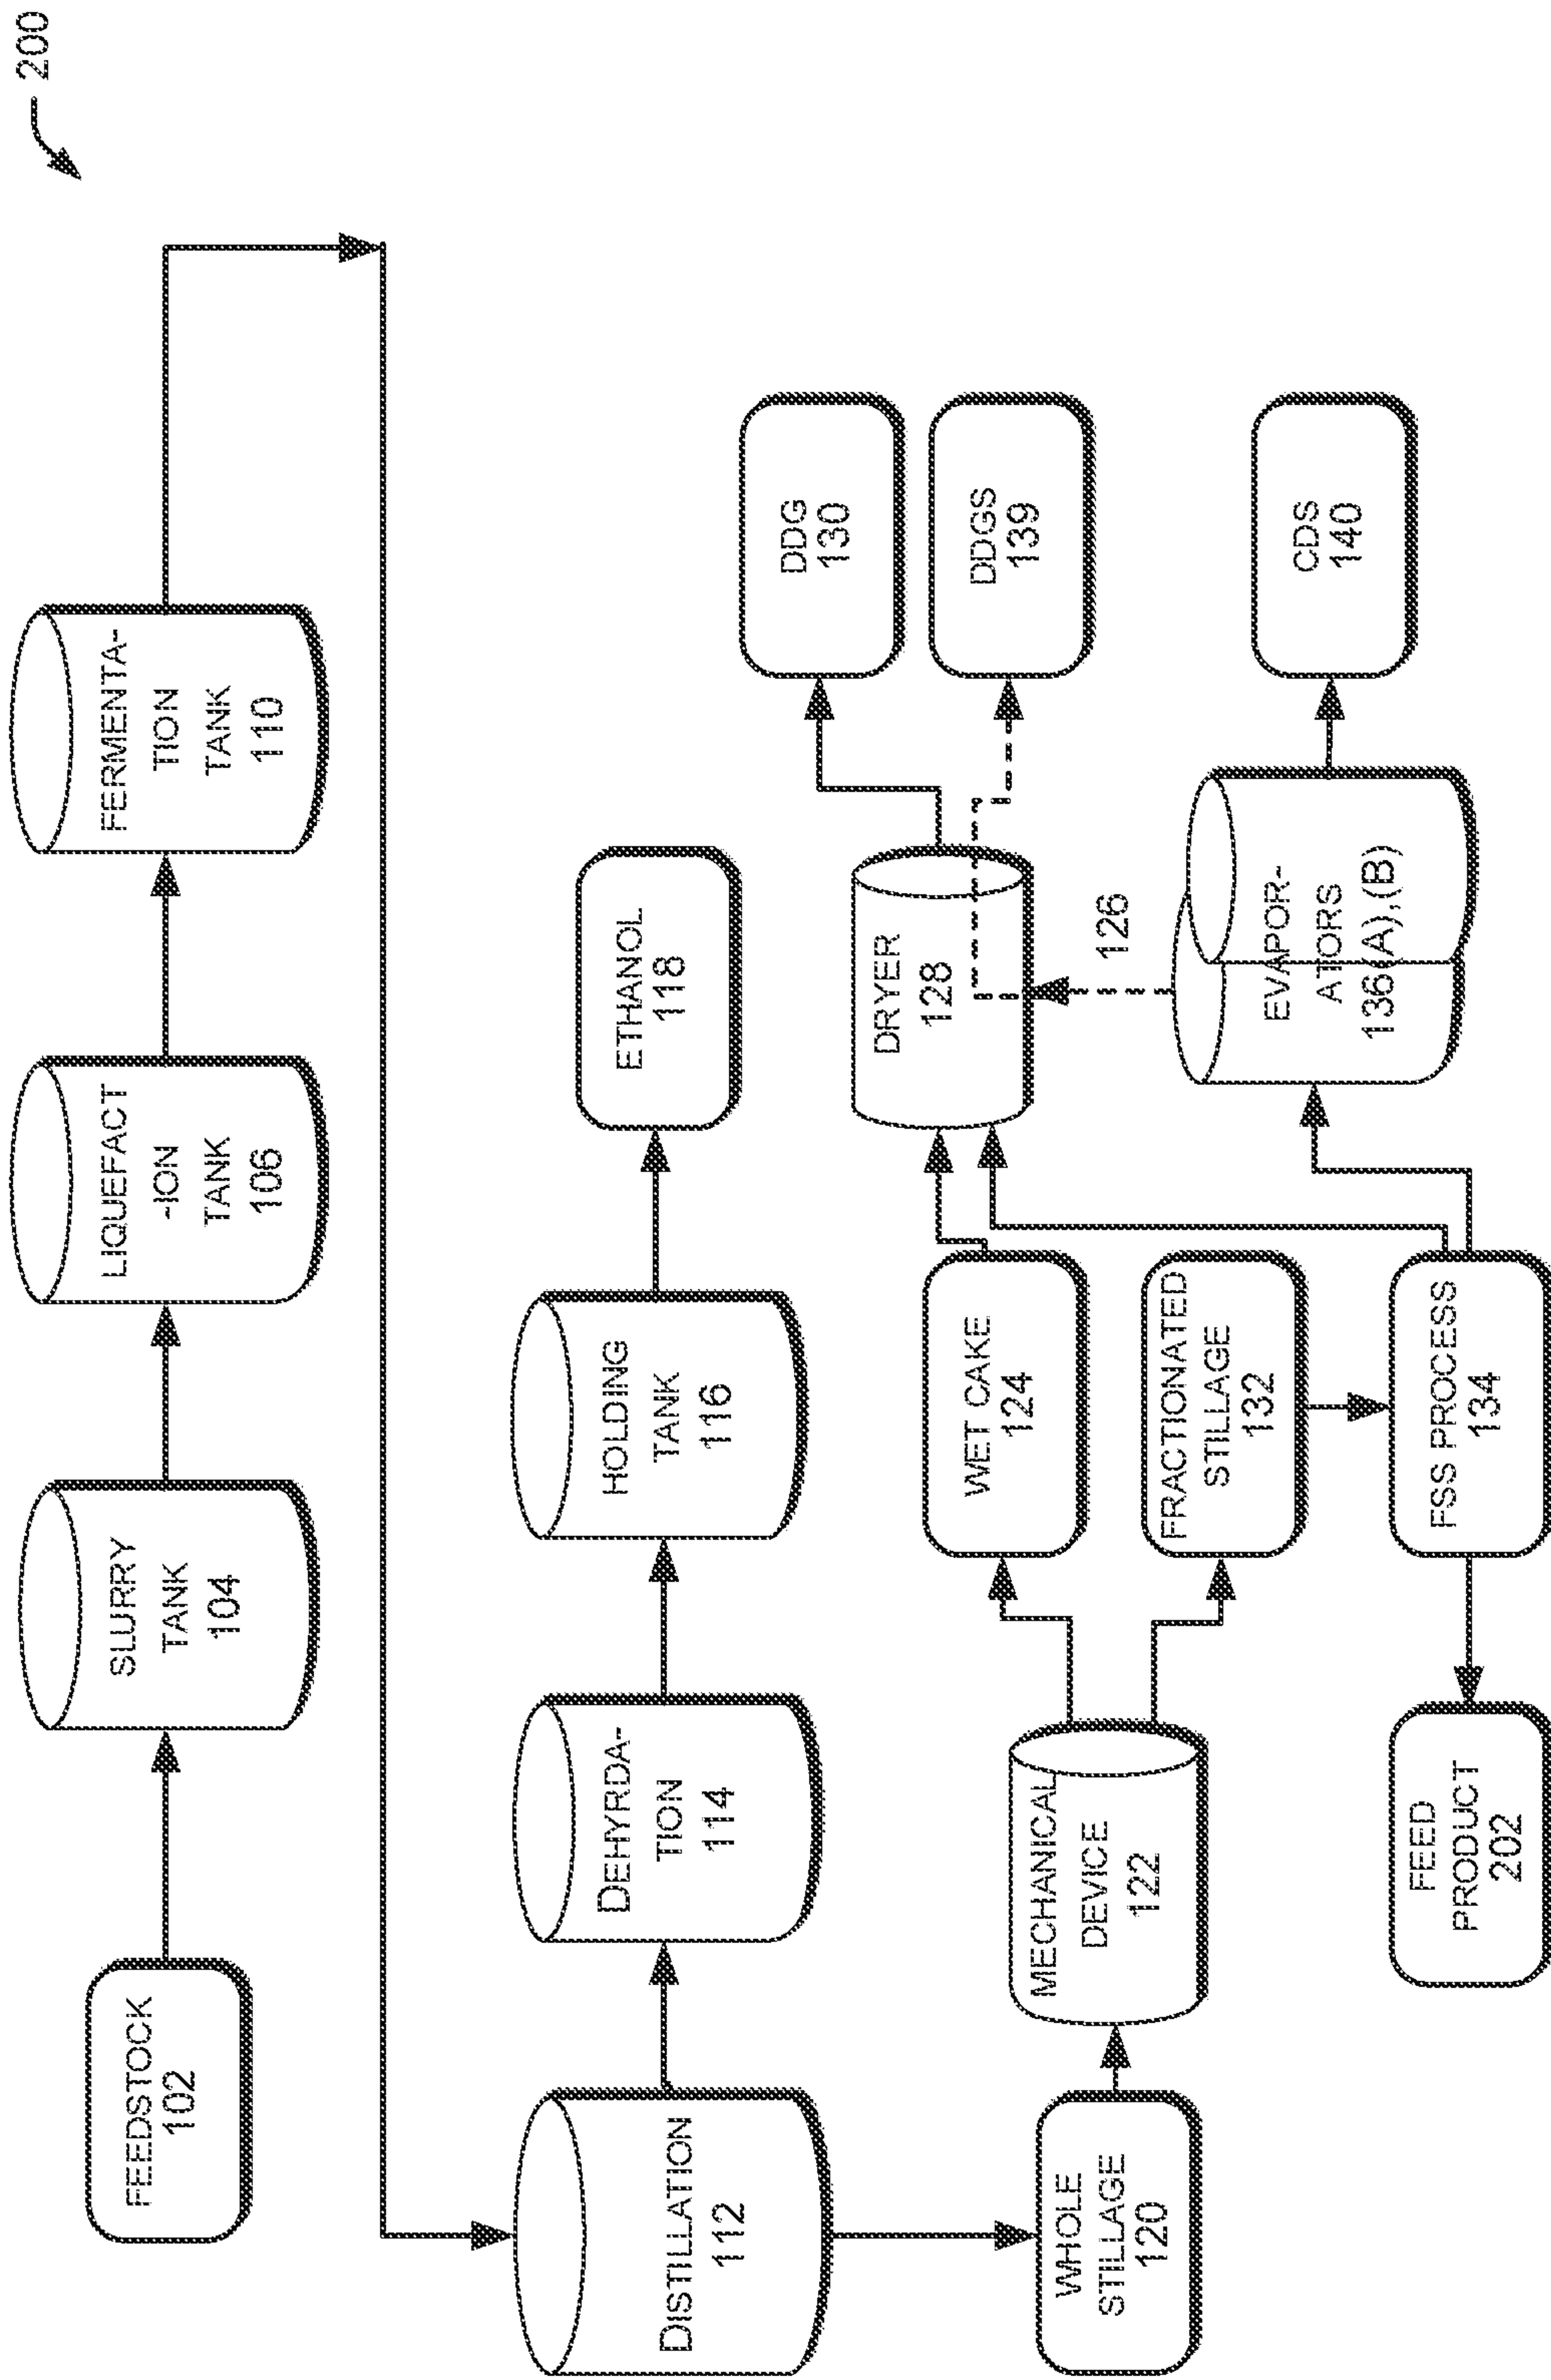 200
FEEDSTOCK
102
SLURRY
TANK
104
LIQUEFACT
-ION
TANK
106
FERMENTA-
TION
TANK
110
DISTILLATION
112
DEHYRDA-
TION
114
HOLDING
TANK
116
ETHANOL
118
WHOLE
STILLAGE
120
MECHANICAL
DEVICE
122
WET CAKE
124
FRACTIONATED
STILLAGE
132
DRYER
128
DDG
130
DDGS
139
126
FEED
PRODUCT
202
FSS PROCESS
134
EVAPOR-
ATORS
136(A),(B)
CDS
140